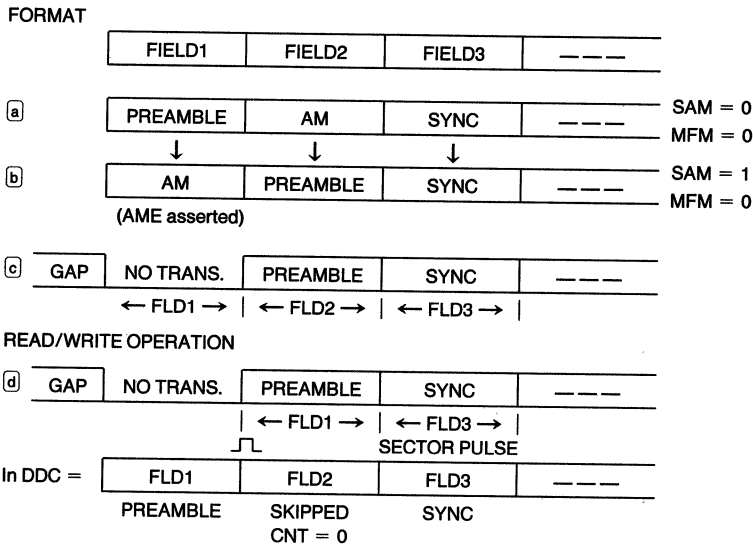 FORMAT
FIELD1 FIELD2 FIELD3 — — —
a PREAMBLE AM SYNC — — — SAM = 0
MFM = 0
↓ ↓ ↓
b AM PREAMBLE SYNC — — — SAM = 1
MFM = 0
(AME asserted)
c GAP NO TRANS. PREAMBLE SYNC — — —
← FLD1 → | ← FLD2 → | ← FLD3 → |
READ/WRITE OPERATION
d GAP NO TRANS. PREAMBLE SYNC — — —
| ← FLD1 → | ← FLD3 → |
SECTOR PULSE
In DDC = FLD1 FLD2 FLD3 — — —
PREAMBLE SKIPPED SYNC
CNT = 0